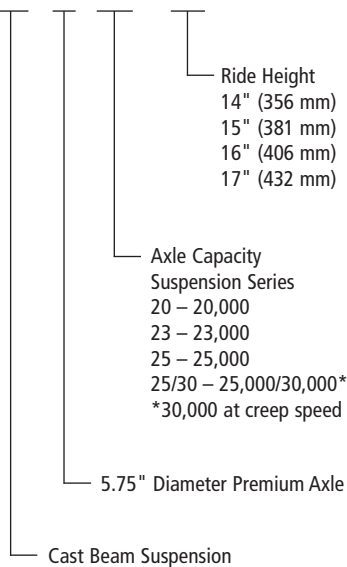 Ride Height
14" (356 mm)
15" (381 mm)
16" (406 mm)
17" (432 mm)
Axle Capacity
Suspension Series
20 – 20,000
23 – 23,000
25 – 25,000
25/30 – 25,000/30,000*
*30,000 at creep speed
5.75" Diameter Premium Axle
Cast Beam Suspension